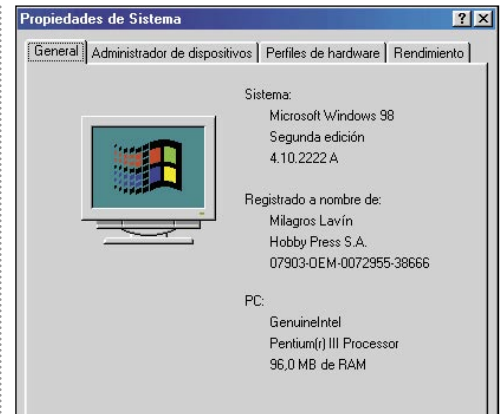 Propiedades de Sistema
General Administrador de dispositivos Perfiles de hardware Rendimiento
Sistema:
Microsoft Windows 98
Segunda edición
4.10.2222 A
Registrado a nombre de:
Milagros Lavín
Hobby Press S.A.
07903-OEM-0072955-38666
PC:
GenuineIntel
Pentium(r) III Processor
96,0 MB de RAM